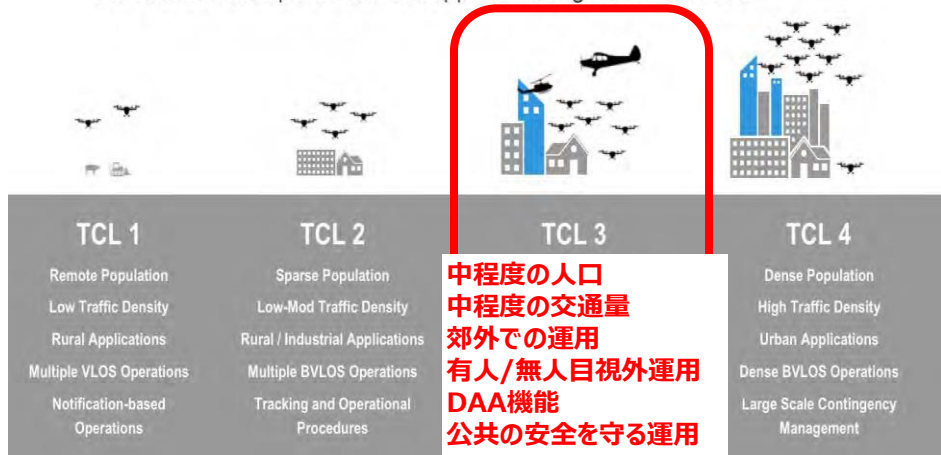 TCL 1
Remote Population
Low Traffic Density
Rural Applications
Multiple VLOS Operations
Notification-based
Operations
TCL 2
Sparse Population
Low-Mod Traffic Density
Rural / Industrial Applications
Multiple BVLOS Operations
Tracking and Operational
Procedures
TCL 3
中程度の人口
中程度の交通量
郊外での運用
有人/無人目視外運用
DAA機能
公共の安全を守る運用
TCL 4
Dense Population
High Traffic Density
Urban Applications
Dense BVLOS Operations
Large Scale Contingency
Management